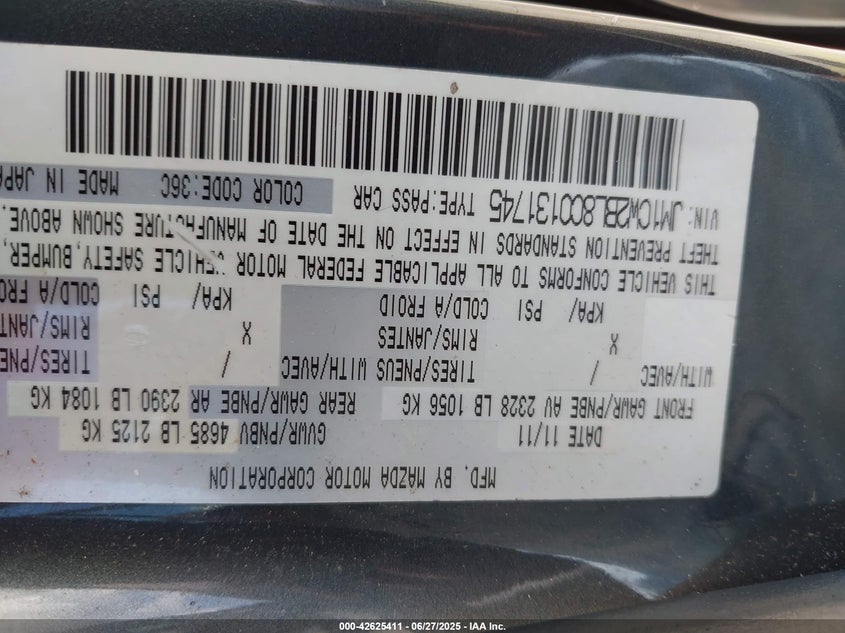 MFD. BY MAZDA MOTOR CORPORATION
DATE 11/11 GVWR/PNBV 4685 LB 2125 KG
FRONT GAWR/PNBE AV 2328 LB 1056 KG REAR GAWR/PNBE AR 2390 LB 1084 KG
WITH/AVEC / TIRES/PNEUS WITH/AVEC / TIRES/PNE
X RIMS/JANTES X RIMS/JANT
KPA/ PSI COLD/A FROID KPA/ PSI COLD/A FRO
THIS VEHICLE CONFORMS TO ALL APPLICABLE FEDERAL MOTOR VEHICLE SAFETY, BUMPER,
THEFT PREVENTION STANDARDS IN EFFECT ON THE DATE OF MANUFACTURE SHOWN ABOVE.
VIN: JM1CW2BL8C0131745 TYPE:PASS CAR COLOR CODE:36C MADE IN JAPA
000-42625411 - 06/27/2025 - IAA Inc.